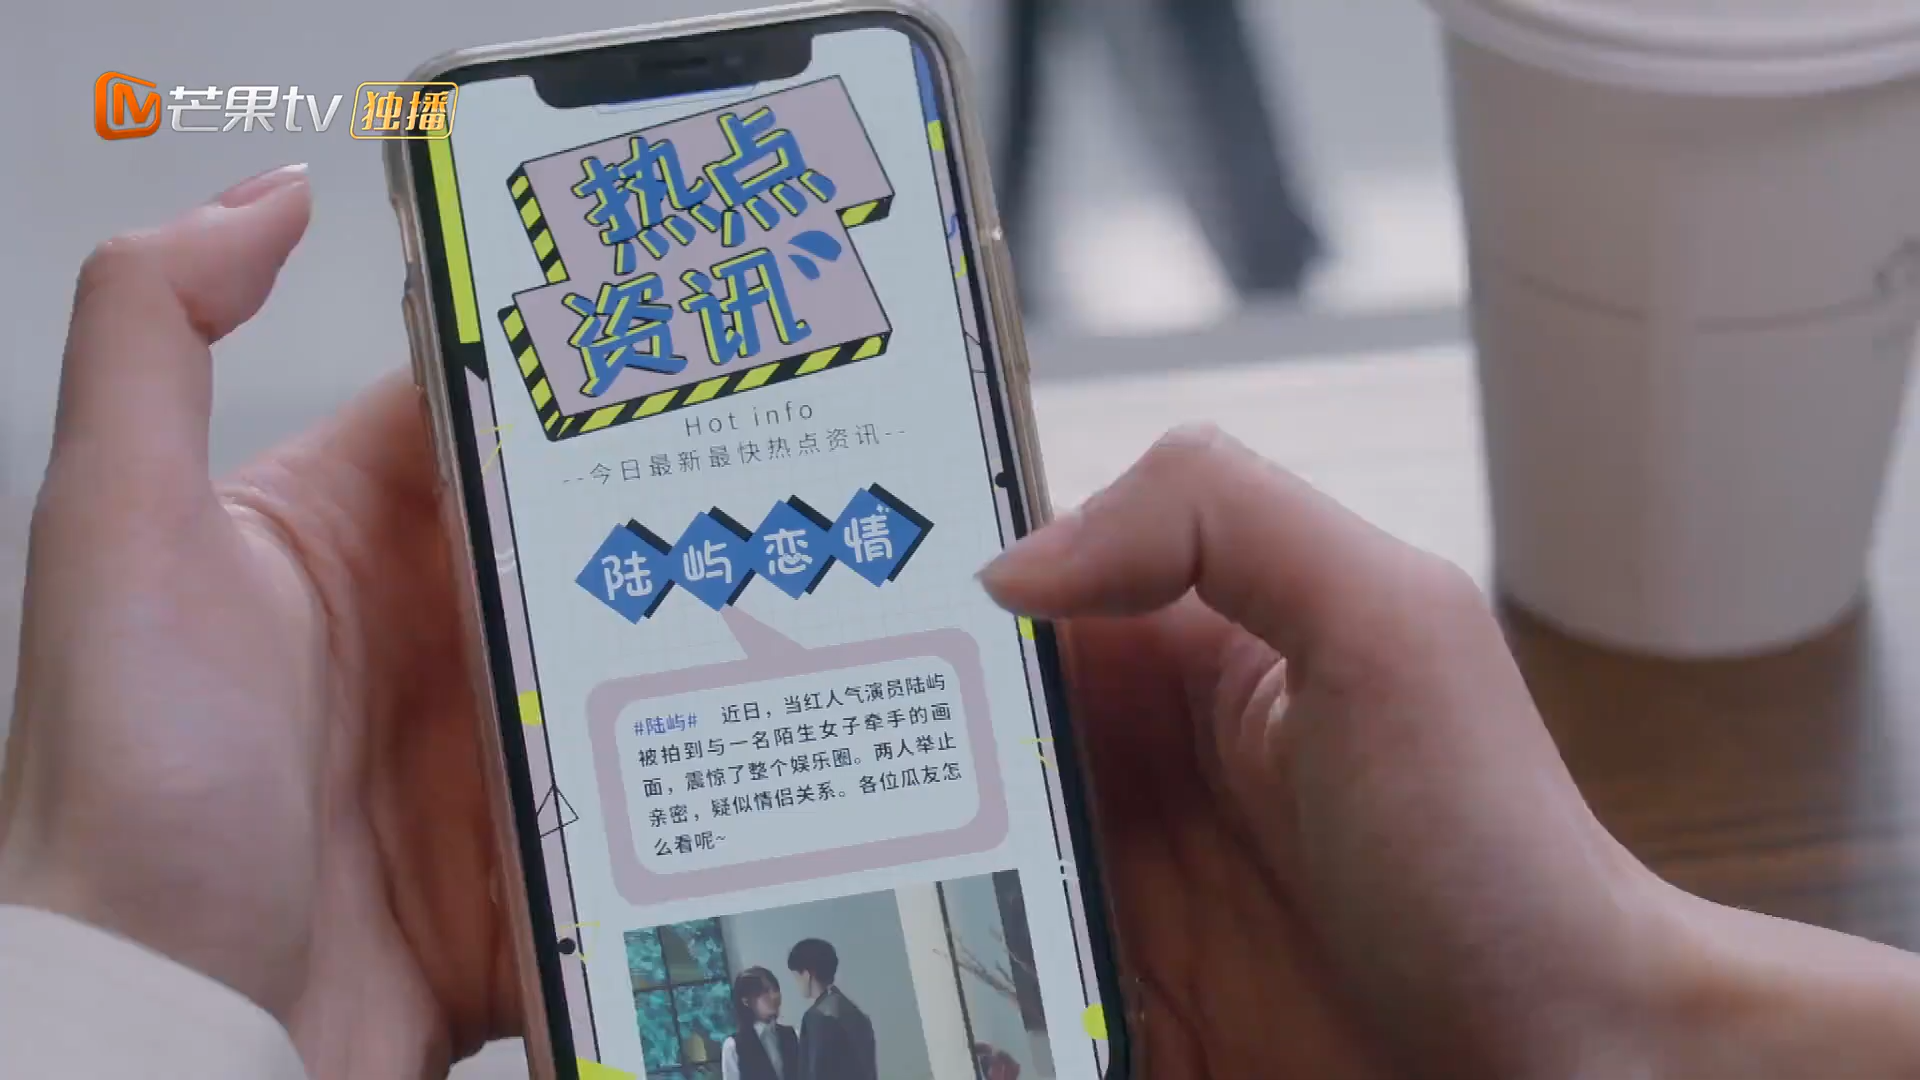 芒果tv 独播
热点
资讯
Hot info
--今日最新最快热点资讯--
陆屿恋情
#陆屿# 近日，当红人气演员陆屿
被拍到与一名陌生女子牵手的画
面，震惊了整个娱乐圈。两人举止
亲密，疑似情侣关系。各位瓜友怎
么看呢~